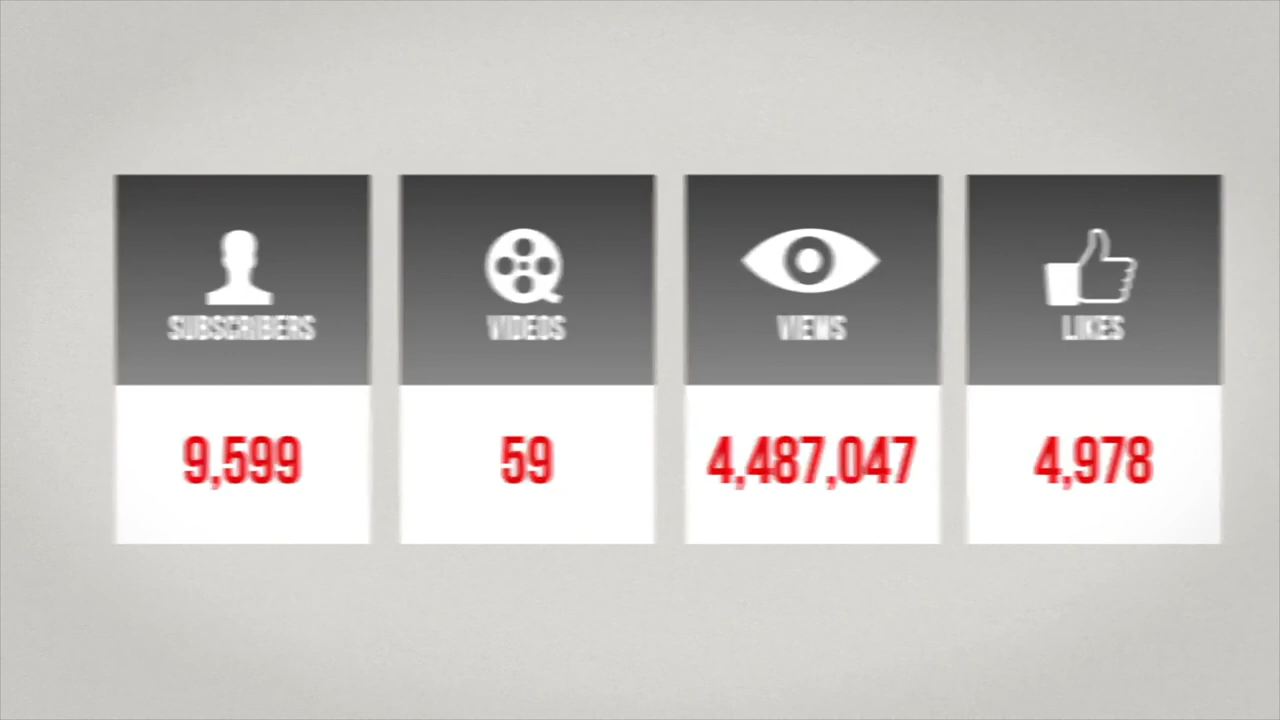 SUBSCRIBERS
9,599
VIDEOS
59
VIEWS
4,487,047
LIKES
4,978